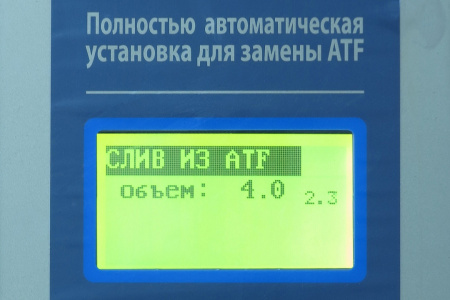 Полностью автоматическая
установка для замены ATF
СЛИВ ИЗ ATF
объем: 4.0 2.3